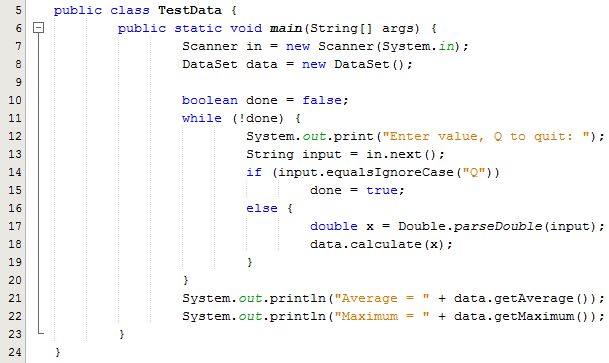 5 public class TestData {
6 public static void main(String[] args) {
7 Scanner in = new Scanner(System.in);
8 DataSet data = new DataSet();
9
10 boolean done = false;
11 while (!done) {
12 System.out.print("Enter value, Q to quit: ");
13 String input = in.next();
14 if (input.equalsIgnoreCase("Q"))
15 done = true;
16 else {
17 double x = Double.parseDouble(input);
18 data.calculate(x);
19 }
20 }
21 System.out.println("Average = " + data.getAverage());
22 System.out.println("Maximum = " + data.getMaximum());
23 }
24 }